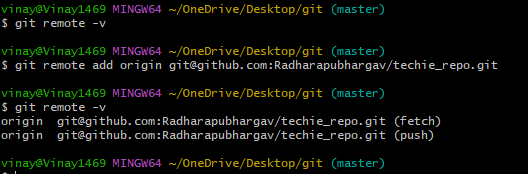 vinay@Vinay1469 MINGW64 ~/OneDrive/Desktop/git (master)
$ git remote -v
vinay@Vinay1469 MINGW64 ~/OneDrive/Desktop/git (master)
$ git remote add origin git@github.com:Radharapubhargav/techie_repo.git
vinay@Vinay1469 MINGW64 ~/OneDrive/Desktop/git (master)
$ git remote -v
origin  git@github.com:Radharapubhargav/techie_repo.git (fetch)
origin  git@github.com:Radharapubhargav/techie_repo.git (push)
vinay@Vinay1469 MINGW64 ~/OneDrive/Desktop/git (master)